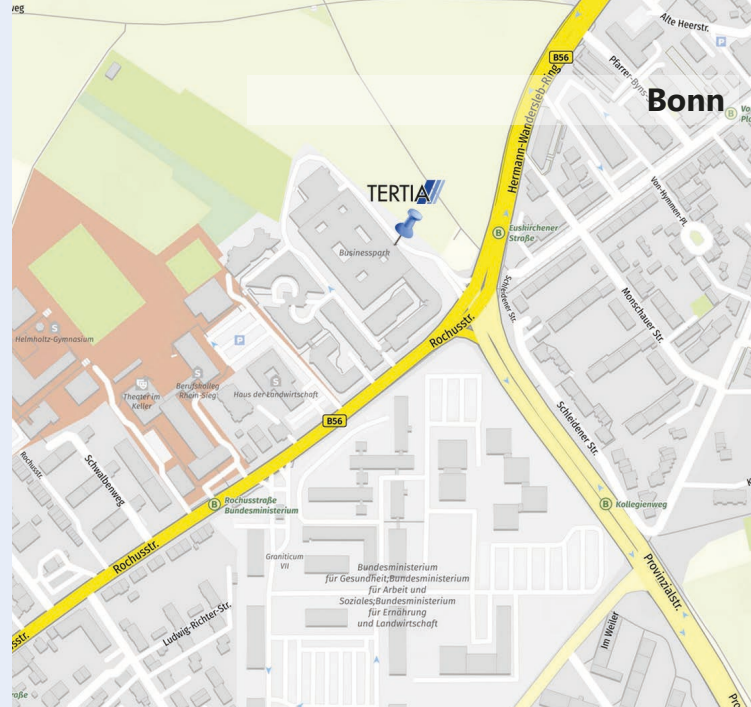 Alte Heerstr.
B56
P
Pfarrer-Byns-
Hermann-Wandersleb-Ring
Bonn
B
TERTIA
Von-Hymmen-Pl.
B
Euskirchener
Straße
Businesspark
Schleidener Str.
Monschauer Str.
Rochusstr.
Helmholtz-Gymnasium
S
P
S
Berufskolleg
Rhein-Sieg
S
Haus der Landwirtschaft
Theater im
Keller
B56
Schleidener Str.
Rochusstr.
Schwalbenweg
B
Rochusstraße
Bundesministerium
B
Kollegienweg
Rochusstr.
Graniticum
VII
Bundesministerium
für Gesundheit;Bundesministerium
für Arbeit und
Soziales;Bundesministerium
für Ernährung
und Landwirtschaft
Provinzialstr.
Ludwig-Richter-Str.
Im Weiler